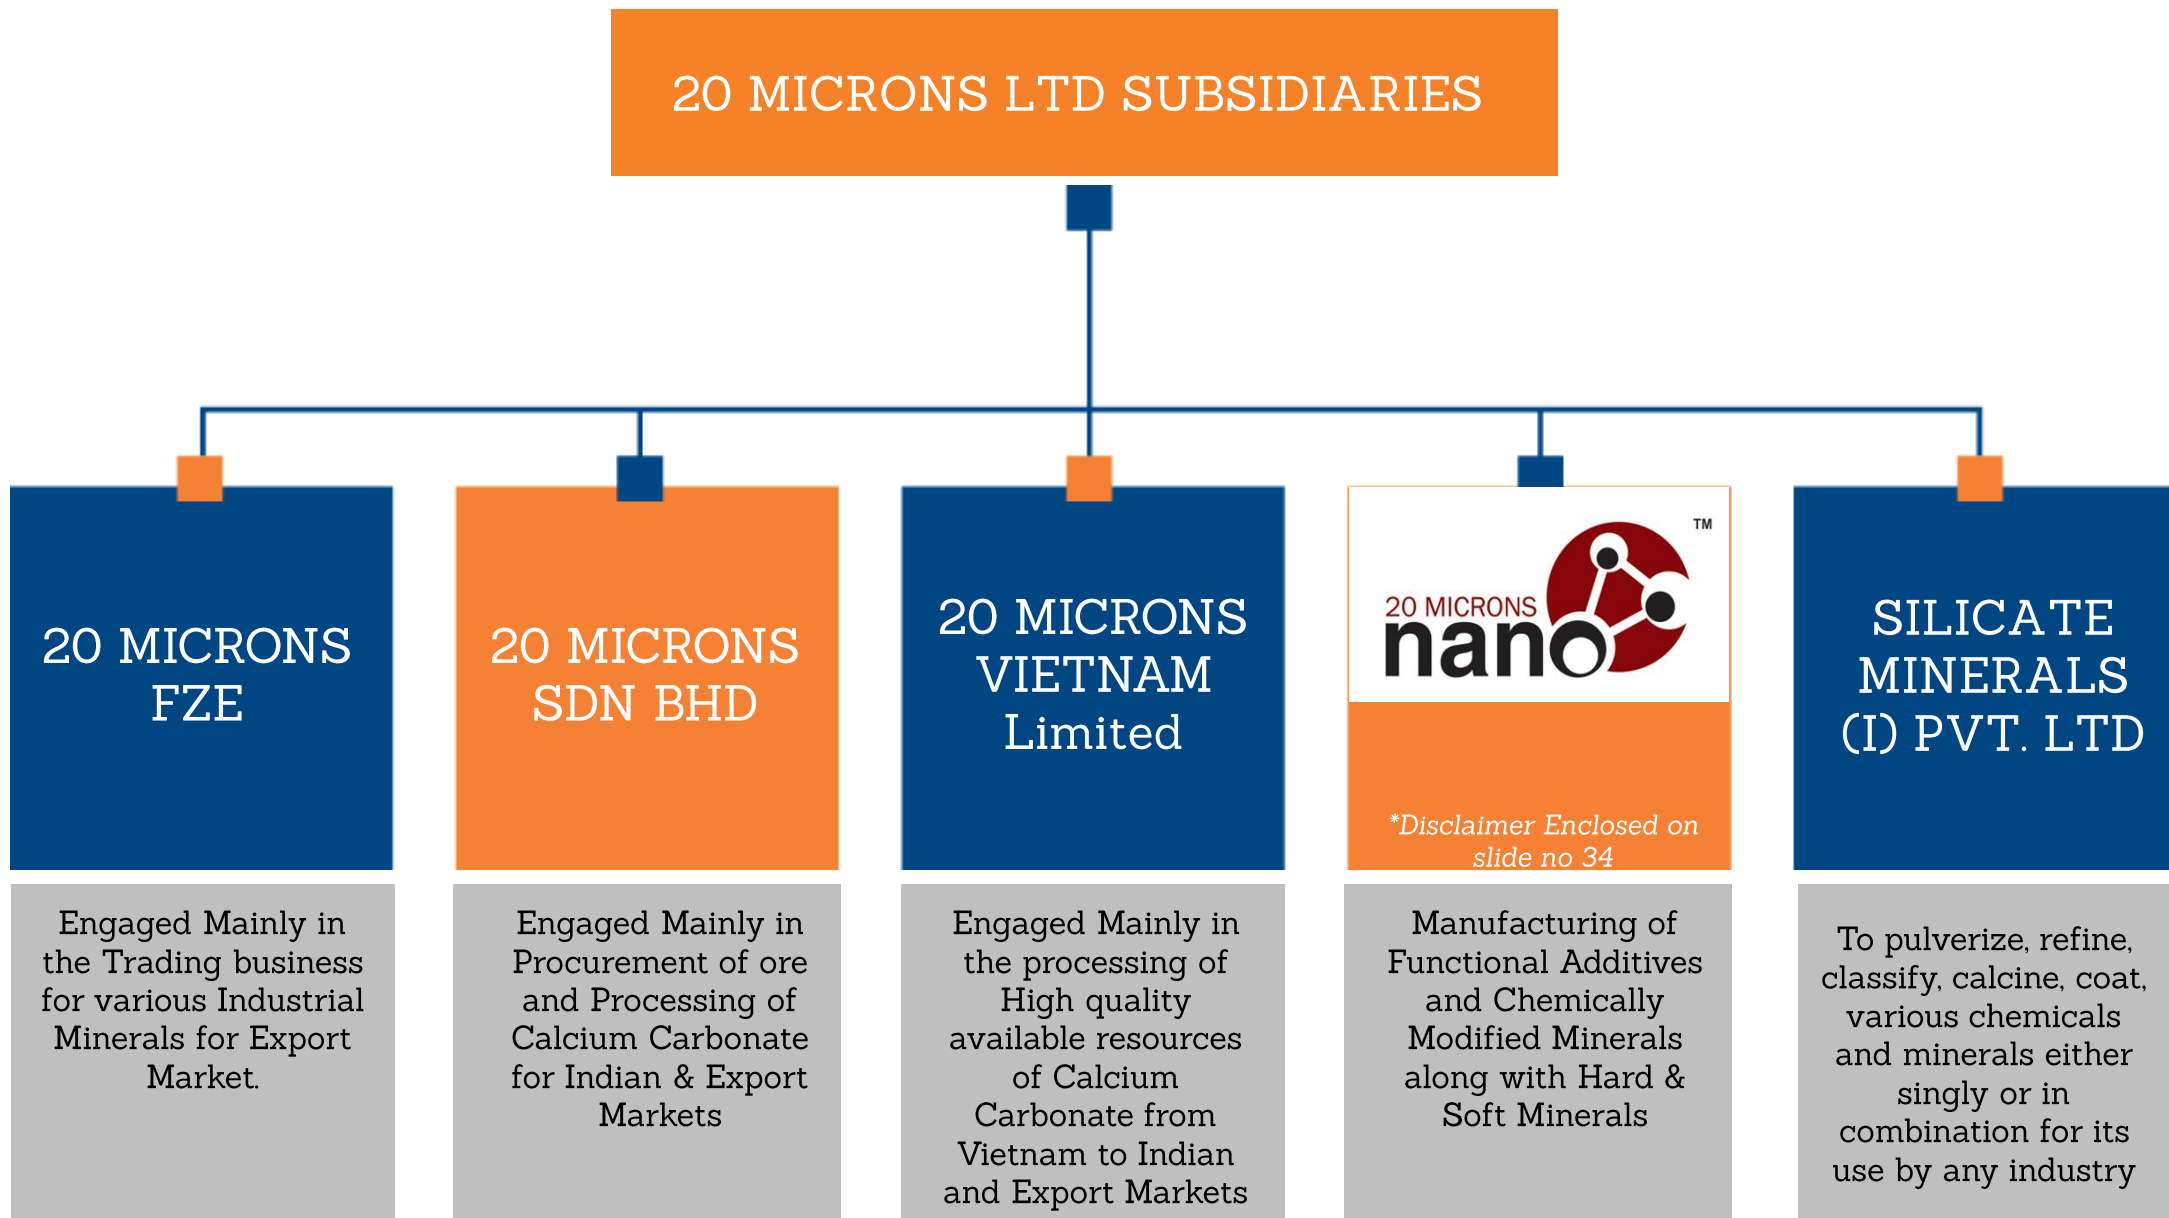 20 MICRONS LTD SUBSIDIARIES
20 MICRONS
FZE
Engaged Mainly in
the Trading business
for various Industrial
Minerals for Export
Market.
20 MICRONS
SDN BHD
Engaged Mainly in
Procurement of ore
and Processing of
Calcium Carbonate
for Indian & Export
Markets
20 MICRONS
VIETNAM
Limited
Engaged Mainly in
the processing of
High quality
available resources
of Calcium
Carbonate from
Vietnam to Indian
and Export Markets
TM
20 MICRONS
nano
*Disclaimer Enclosed on
slide no 34
Manufacturing of
Functional Additives
and Chemically
Modified Minerals
along with Hard &
Soft Minerals
SILICATE
MINERALS
(I) PVT. LTD
To pulverize, refine,
classify, calcine, coat,
various chemicals
and minerals either
singly or in
combination for its
use by any industry